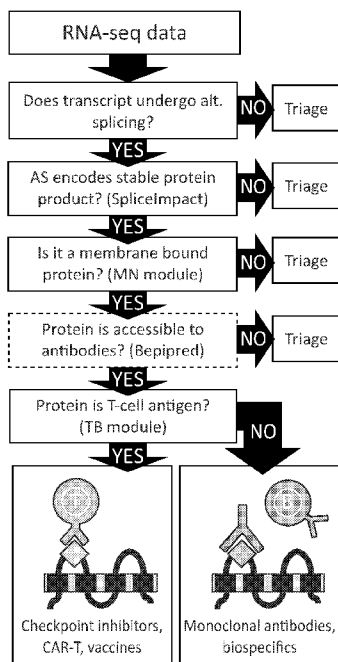 RNA-seq data
Does transcript undergo alt.
splicing?
NO
Triage
YES
AS encodes stable protein
product? (SpliceImpact)
NO
Triage
YES
Is it a membrane bound
protein? (MN module)
NO
Triage
YES
Protein is accessible to
antibodies? (Bepipred)
NO
Triage
YES
Protein is T-cell antigen?
(TB module)
NO
YES
Checkpoint inhibitors,
CAR-T, vaccines
Monoclonal antibodies,
biospecifics